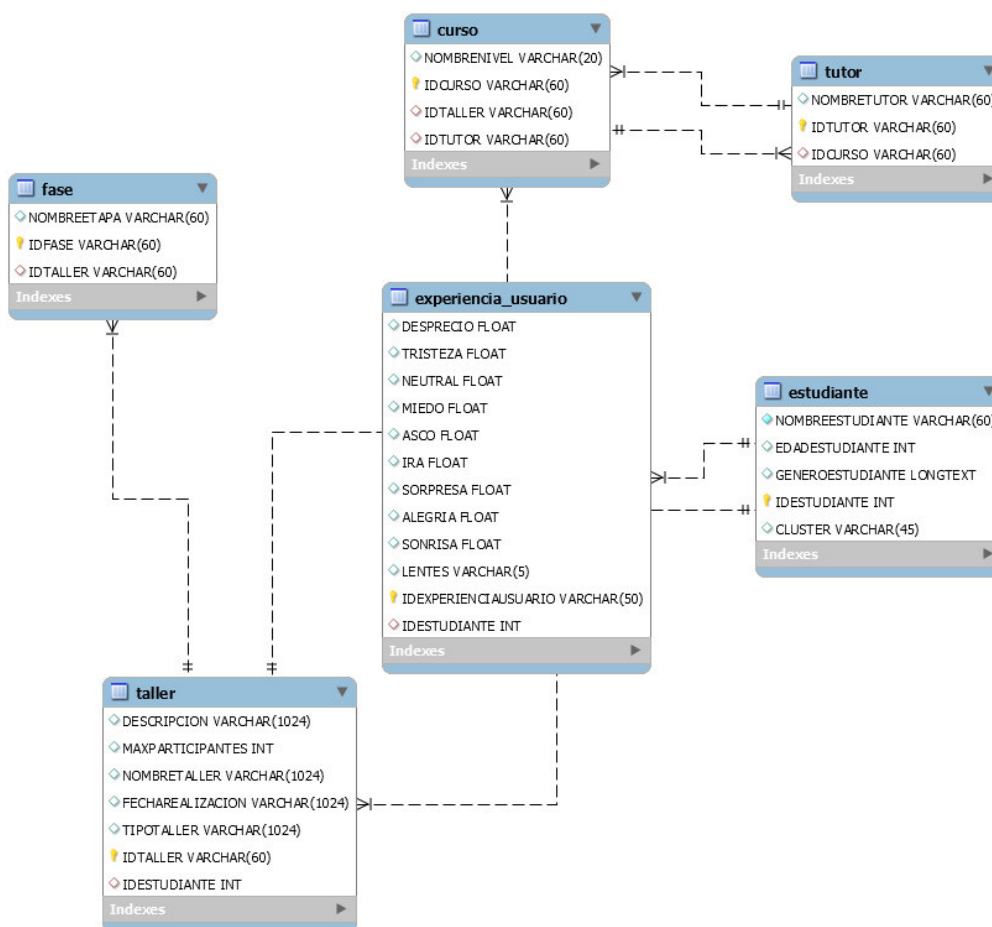 curso
NOMBRENIVEL VARCHAR(20)
IDCURSO VARCHAR(60)
IDTALLER VARCHAR(60)
IDTUTOR VARCHAR(60)
Indexes
tutor
NOMBRETUTOR VARCHAR(60)
IDTUTOR VARCHAR(60)
IDCURSO VARCHAR(60)
Indexes
fase
NOMBREETAPA VARCHAR(60)
IDFASE VARCHAR(60)
IDTALLER VARCHAR(60)
Indexes
experiencia_usuario
DESPRECIO FLOAT
TRISTEZA FLOAT
NEUTRAL FLOAT
MIEDO FLOAT
ASCO FLOAT
IRA FLOAT
SORPRESA FLOAT
ALEGRIA FLOAT
SONRISA FLOAT
LENTES VARCHAR(5)
IDEXPERIENCIAUSUARIO VARCHAR(50)
IDESTUDIANTE INT
Indexes
estudiante
NOMBREESTUDIANTE VARCHAR(60)
EDADESTUDIANTE INT
GENEROESTUDIANTE LONGTEXT
IDESTUDIANTE INT
CLUSTER VARCHAR(45)
Indexes
taller
DESCRIPCION VARCHAR(1024)
MAXPARTICIPANTES INT
NOMBRETALLER VARCHAR(1024)
FECHAREALIZACION VARCHAR(1024)
TIPOTALLER VARCHAR(1024)
IDTALLER VARCHAR(60)
IDESTUDIANTE INT
Indexes